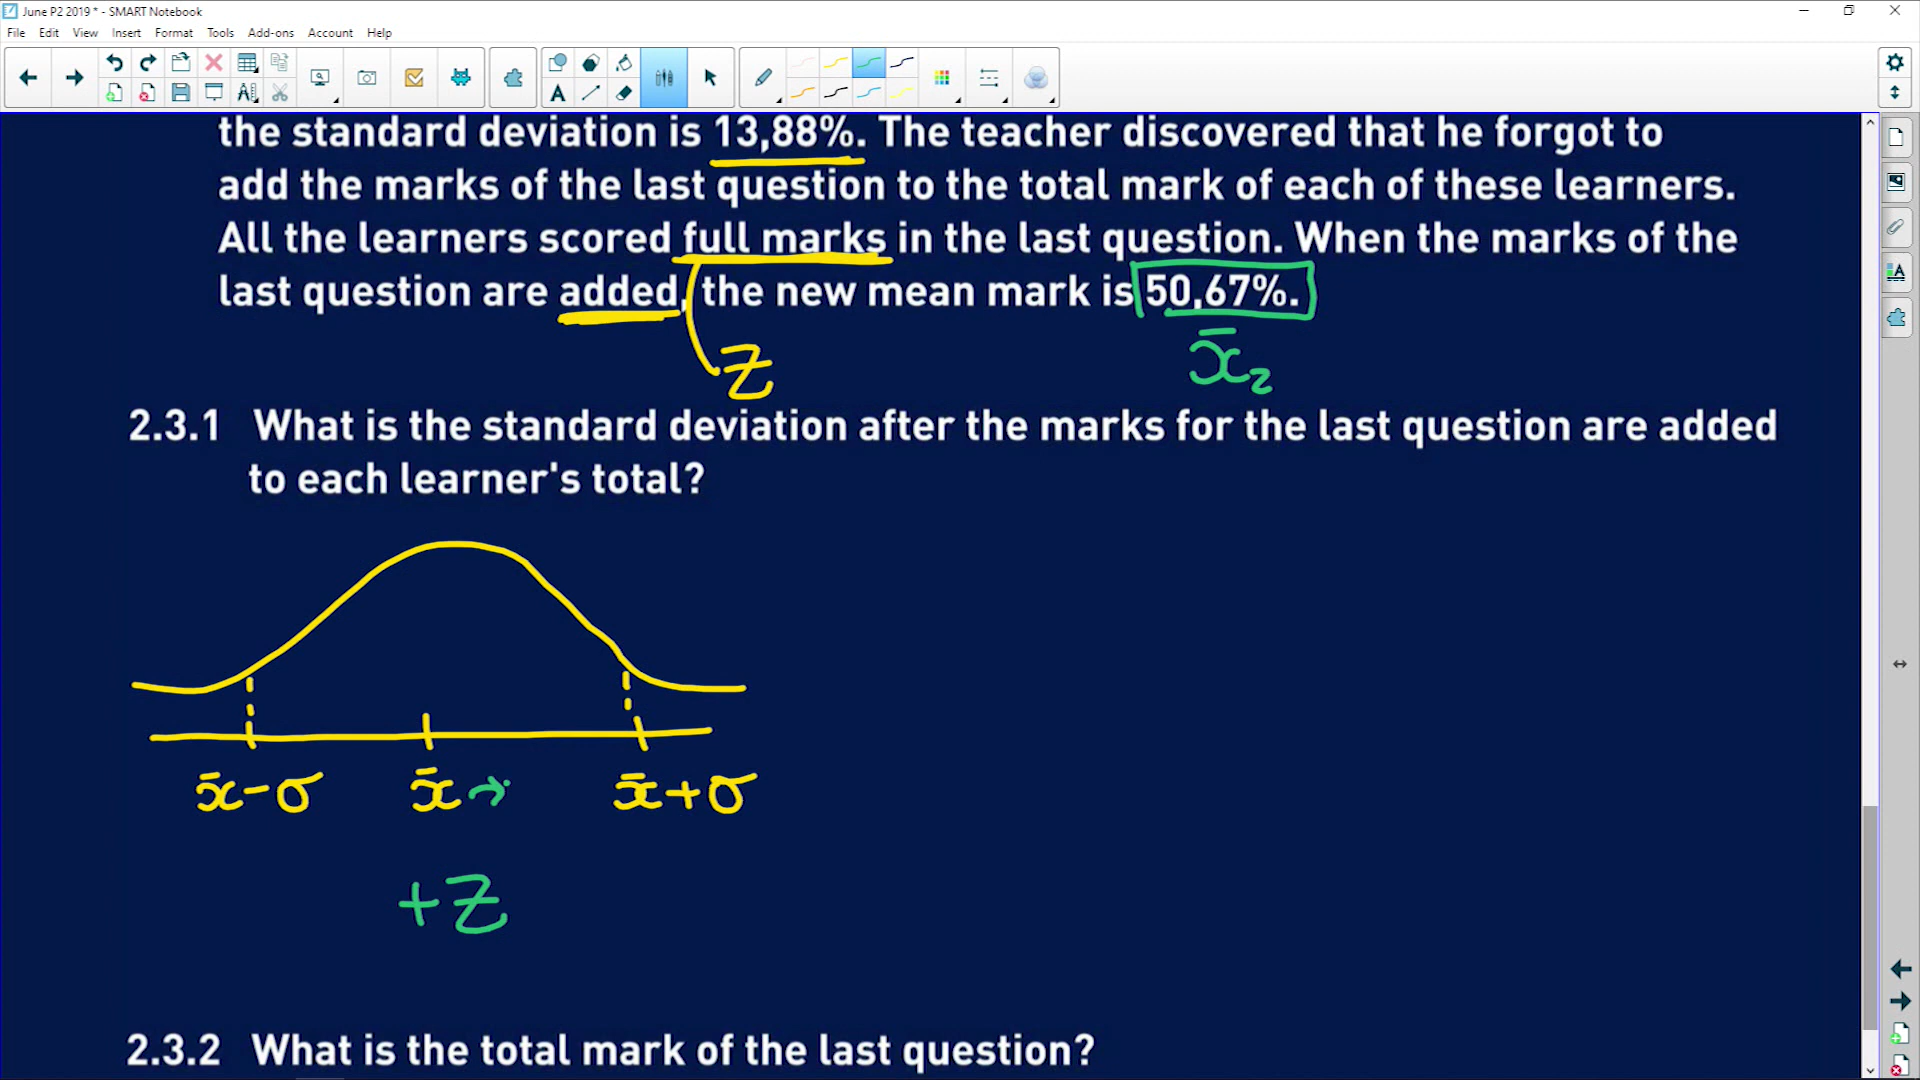 June P2 2019 * - SMART Notebook
File Edit View Insert Format Tools Add-ons Account Help
the standard deviation is 13,88%. The teacher discovered that he forgot to
add the marks of the last question to the total mark of each of these learners.
All the learners scored full marks in the last question. When the marks of the
last question are added, the new mean mark is 50,67%.
z
x̄₂
2.3.1 What is the standard deviation after the marks for the last question are added
to each learner's total?
x̄-σ x̄→ x̄+σ
+z
2.3.2 What is the total mark of the last question?